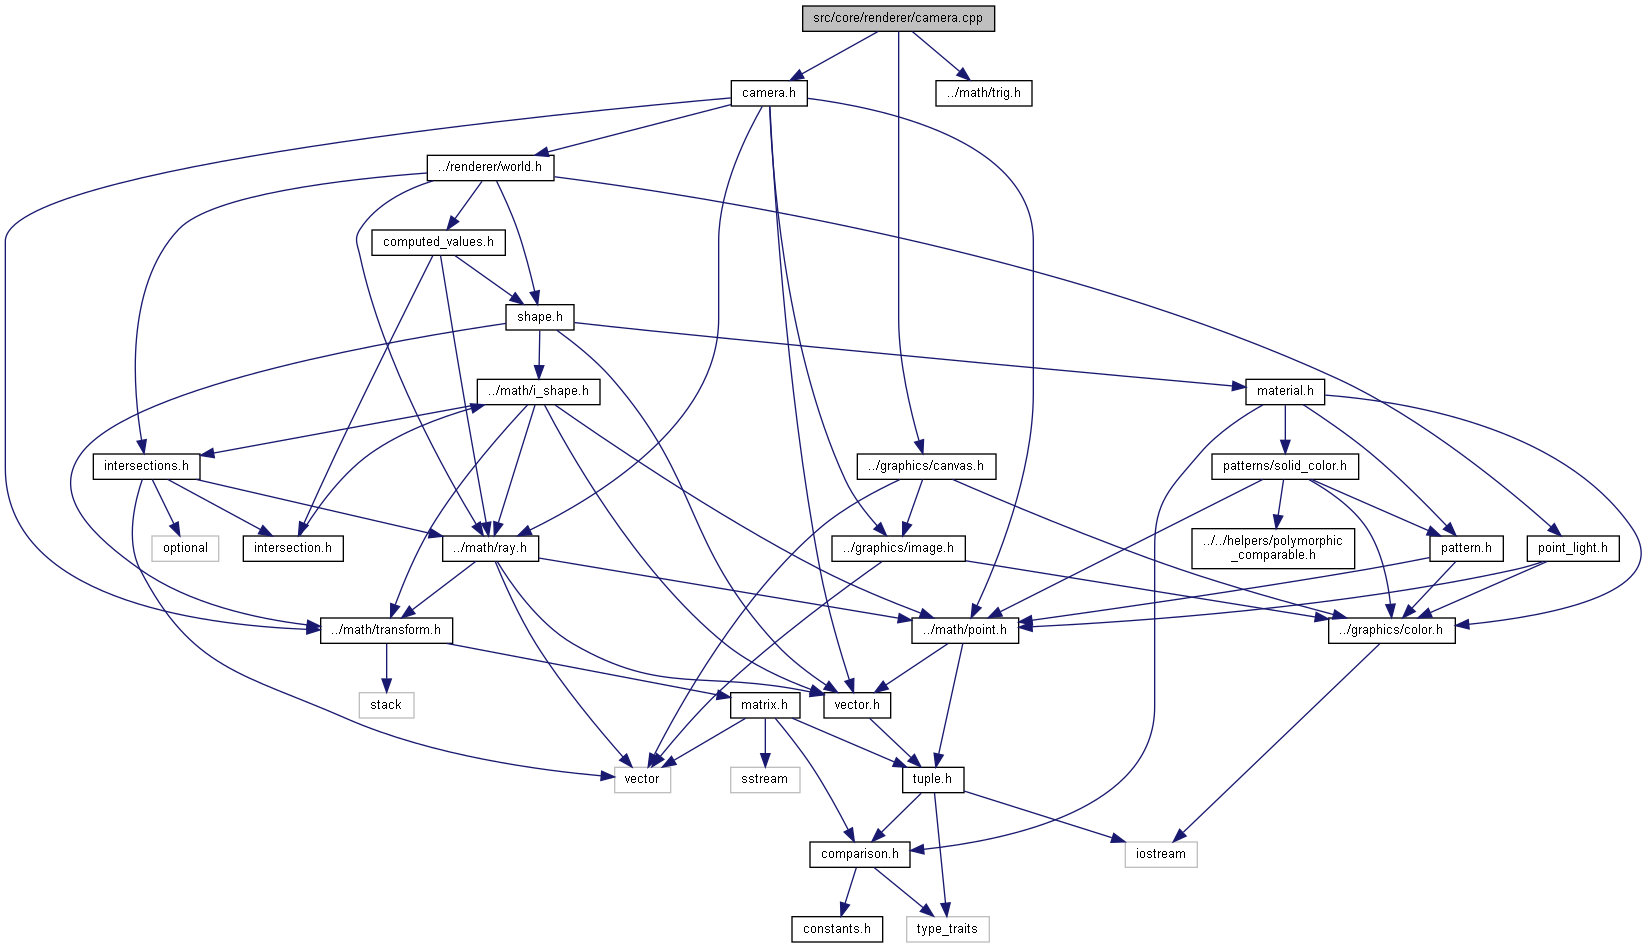 src/core/renderer/camera.cpp
camera.h
../math/trig.h
../renderer/world.h
computed_values.h
shape.h
../math/i_shape.h
material.h
intersections.h
../graphics/canvas.h
patterns/solid_color.h
optional
intersection.h
../math/ray.h
../graphics/image.h
../../helpers/polymorphic
_comparable.h
pattern.h
point_light.h
../math/transform.h
../math/point.h
../graphics/color.h
stack
matrix.h
vector.h
vector
sstream
tuple.h
comparison.h
iostream
constants.h
type_traits